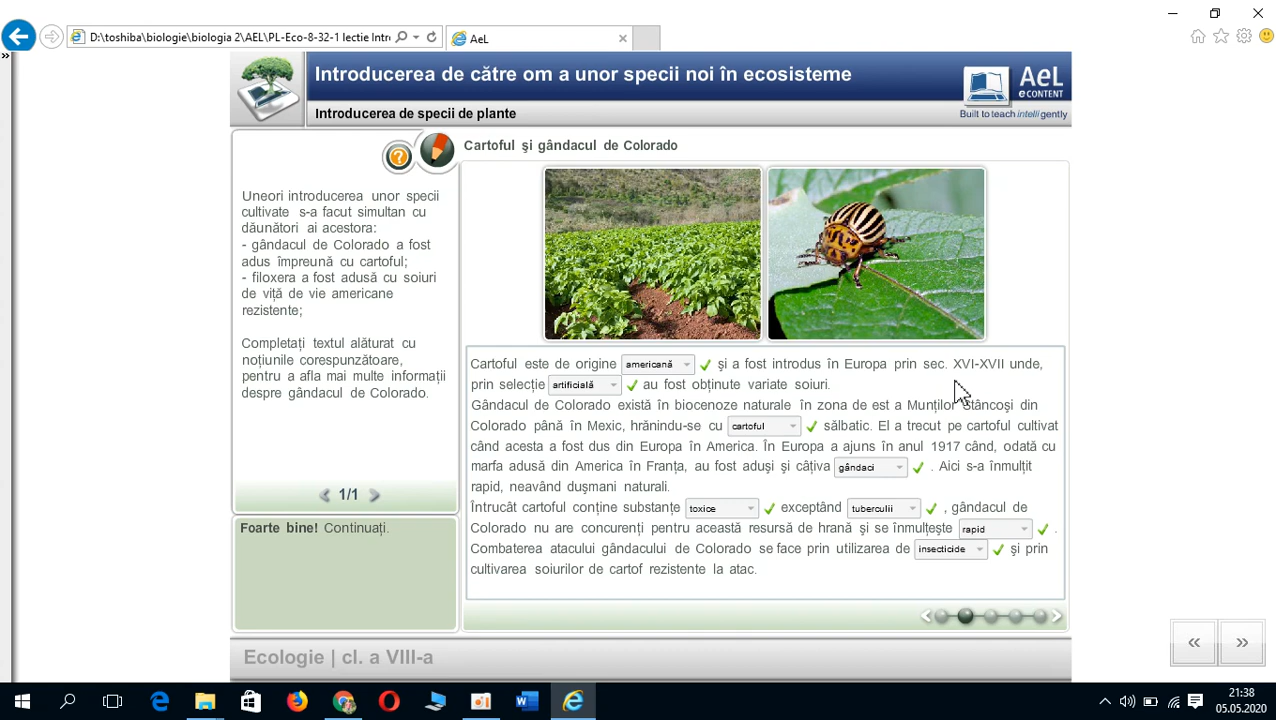 D:\toshiba\biologie\biologia 2\AEL\PL-Eco-8-32-1 lectie Intro
AeL
»
Introducerea de către om a unor specii noi în ecosisteme
AeL
eCONTENT
Introducerea de specii de plante
Built to teach intelligently
Cartoful şi gândacul de Colorado
Uneori introducerea unor specii
cultivate s-a facut simultan cu
dăunători ai acestora:
- gândacul de Colorado a fost
adus împreună cu cartoful;
- filoxera a fost adusă cu soiuri
de viţă de vie americane
rezistente;
Completaţi textul alăturat cu
noţiunile corespunzătoare,
pentru a afla mai multe informaţii
despre gândacul de Colorado.
1/1
Foarte bine! Continuaţi.
Cartoful este de origine americană şi a fost introdus în Europa prin sec. XVI-XVII unde,
prin selecţie artificială au fost obţinute variate soiuri.
Gândacul de Colorado există în biocenoze naturale în zona de est a Munţilor Stâncoşi din
Colorado până în Mexic, hrănindu-se cu cartoful sălbatic. El a trecut pe cartoful cultivat
când acesta a fost dus din Europa în America. În Europa a ajuns în anul 1917 când, odată cu
marfa adusă din America în Franţa, au fost aduşi şi câţiva gândaci . Aici s-a înmulţit
rapid, neavând duşmani naturali.
Întrucât cartoful conţine substanţe toxice exceptând tuberculii , gândacul de
Colorado nu are concurenţi pentru această resursă de hrană şi se înmulţeşte rapid .
Combaterea atacului gândacului de Colorado se face prin utilizarea de insecticide şi prin
cultivarea soiurilor de cartof rezistente la atac.
Ecologie | cl. a VIII-a
« »
21:38
05.05.2020